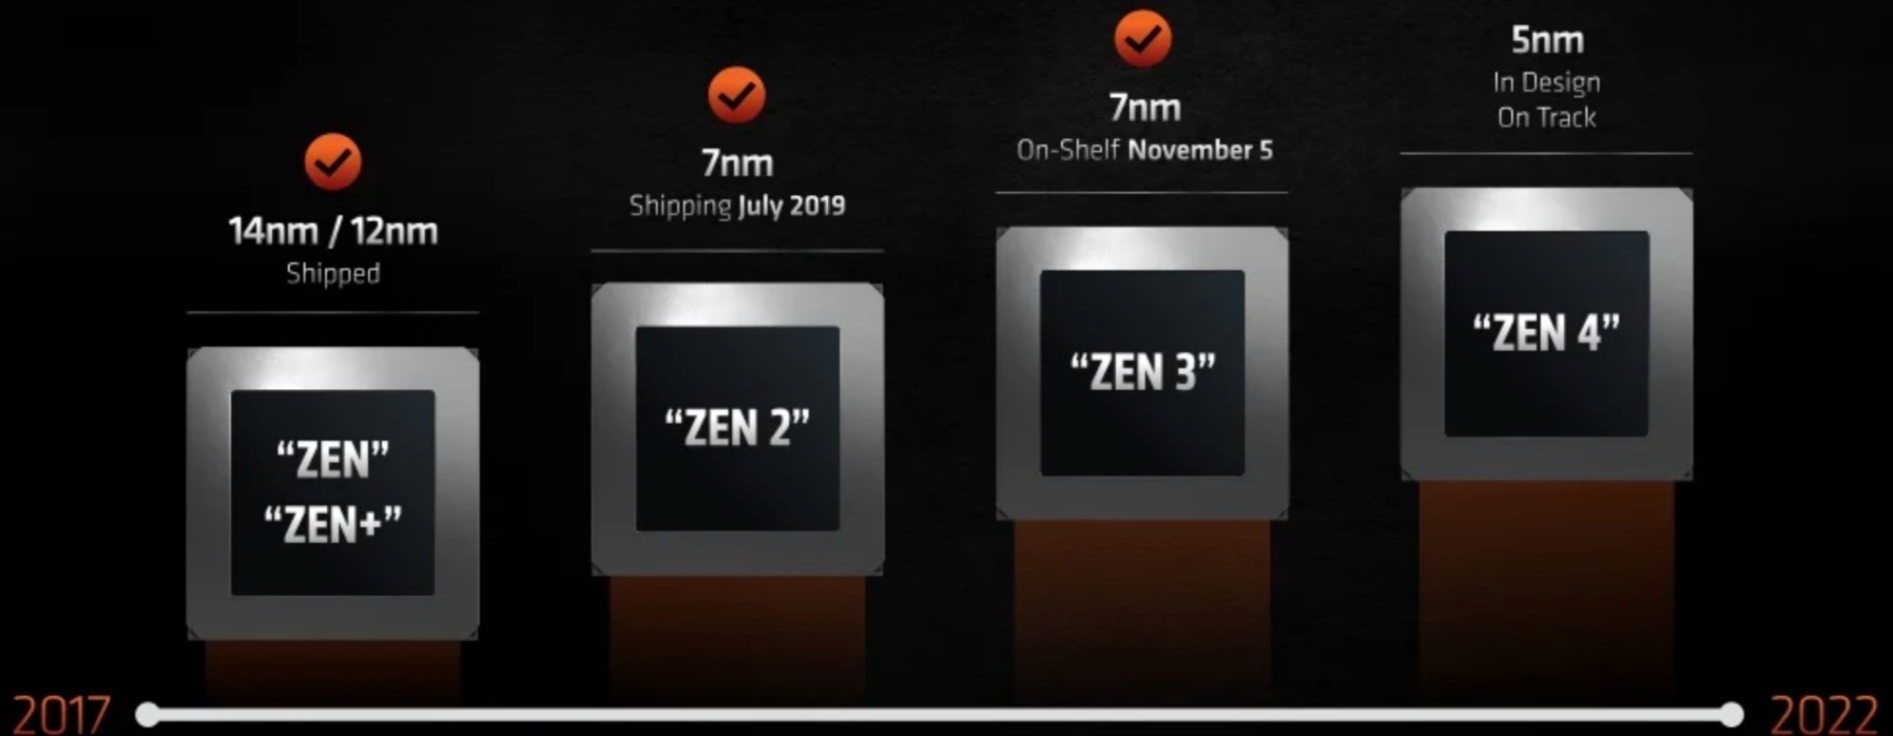 14nm / 12nm
Shipped
“ZEN”
“ZEN+”
7nm
Shipping July 2019
“ZEN 2”
7nm
On-Shelf November 5
“ZEN 3”
5nm
In Design
On Track
“ZEN 4”
2017
2022